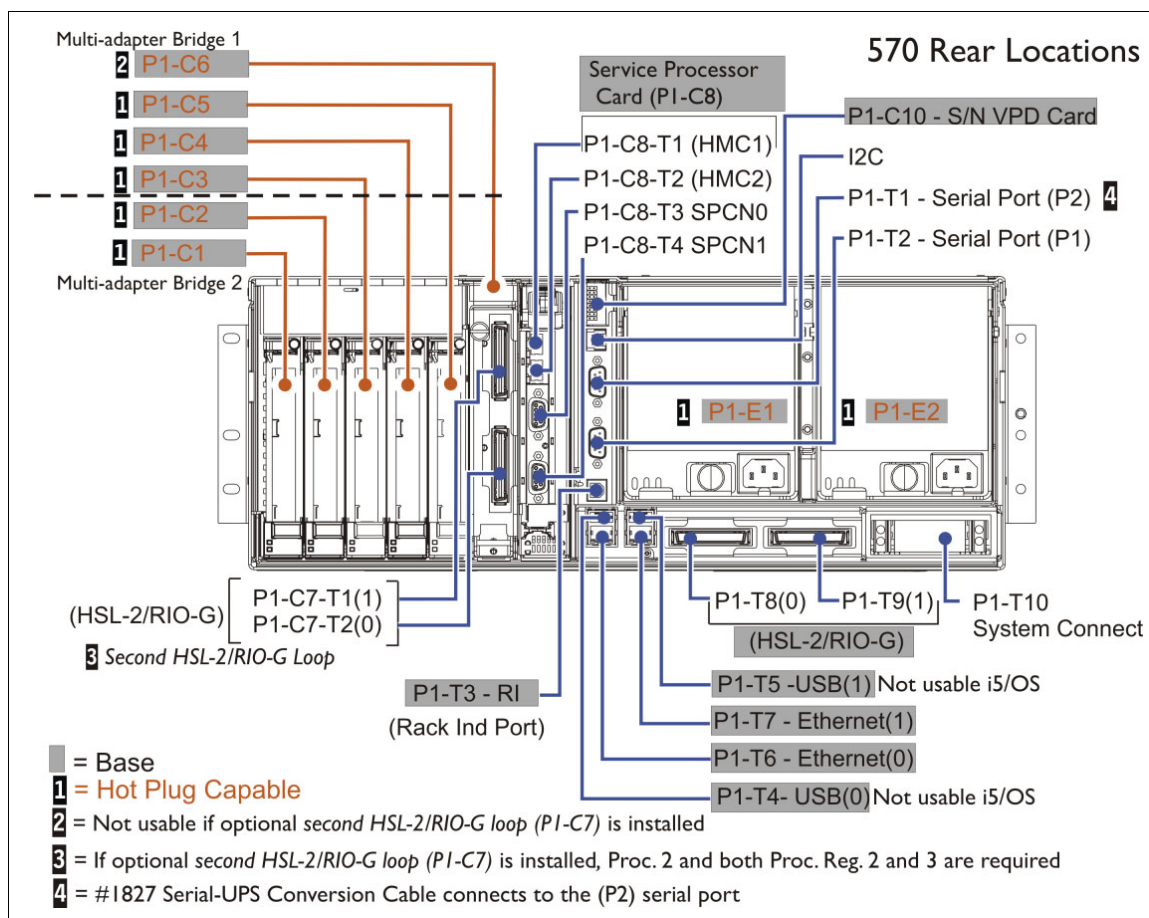 570 Rear Locations
Multi-adapter Bridge 1
2 P1-C6
1 P1-C5
1 P1-C4
1 P1-C3
1 P1-C2
1 P1-C1
Multi-adapter Bridge 2
Service Processor
Card (P1-C8)
P1-C8-T1 (HMC1)
P1-C8-T2 (HMC2)
P1-C8-T3 SPCN0
P1-C8-T4 SPCN1
P1-C10 - S/N VPD Card
I2C
P1-T1 - Serial Port (P2) 4
P1-T2 - Serial Port (P1)
1 P1-E1
1 P1-E2
(HSL-2/RIO-G)
P1-C7-T1(1)
P1-C7-T2(0)
3 Second HSL-2/RIO-G Loop
P1-T3 - RI
(Rack Ind Port)
P1-T8(0)
P1-T9(1)
(HSL-2/RIO-G)
P1-T10
System Connect
P1-T5 -USB(1) Not usable i5/OS
P1-T7 - Ethernet(1)
P1-T6 - Ethernet(0)
P1-T4- USB(0) Not usable i5/OS
= Base
1 = Hot Plug Capable
2 = Not usable if optional second HSL-2/RIO-G loop (P1-C7) is installed
3 = If optional second HSL-2/RIO-G loop (P1-C7) is installed, Proc. 2 and both Proc. Reg. 2 and 3 are required
4 = #1827 Serial-UPS Conversion Cable connects to the (P2) serial port